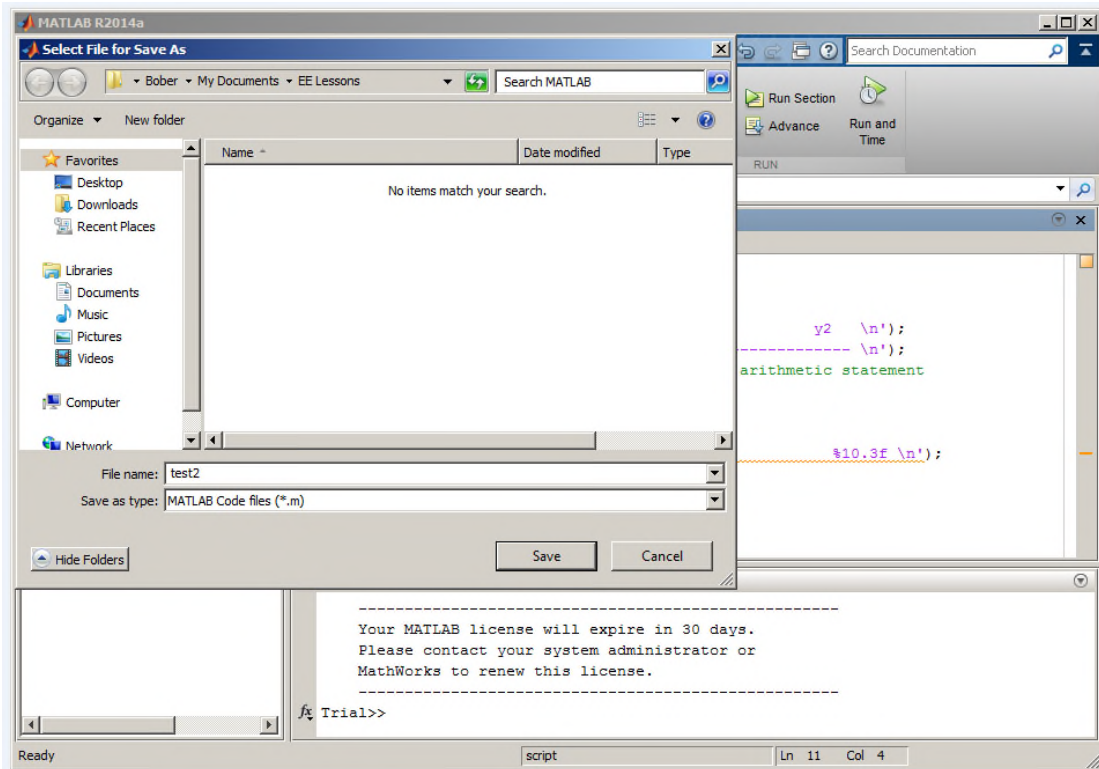 MATLAB R2014a
Select File for Save As
Bober My Documents EE Lessons
Search MATLAB
Search Documentation
Organize New folder
Run Section
Advance
Run and
Time
RUN
Favorites
Desktop
Downloads
Recent Places
Libraries
Documents
Music
Pictures
Videos
Computer
Network
Name Date modified Type
No items match your search.
y2 \n');
------------- \n');
arithmetic statement
%10.3f \n');
File name: test2
Save as type: MATLAB Code files (*.m)
Hide Folders
Save Cancel
----------------------------------------------------
Your MATLAB license will expire in 30 days.
Please contact your system administrator or
MathWorks to renew this license.
----------------------------------------------------
fx Trial>>
Ready script Ln 11 Col 4